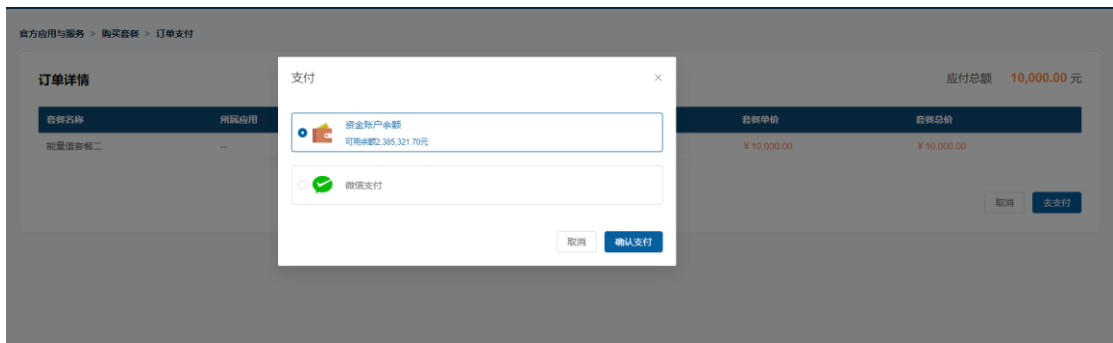 官方应用与服务 > 购买套餐 > 订单支付
订单详情
应付总额 10,000.00 元
套餐名称 所属应用 套餐单价 套餐总价
能量值套餐二 -- ¥10,000.00 ¥10,000.00
取消 去支付
支付 ×
资金账户余额
可用余额2,385,321.70元
微信支付
取消 确认支付